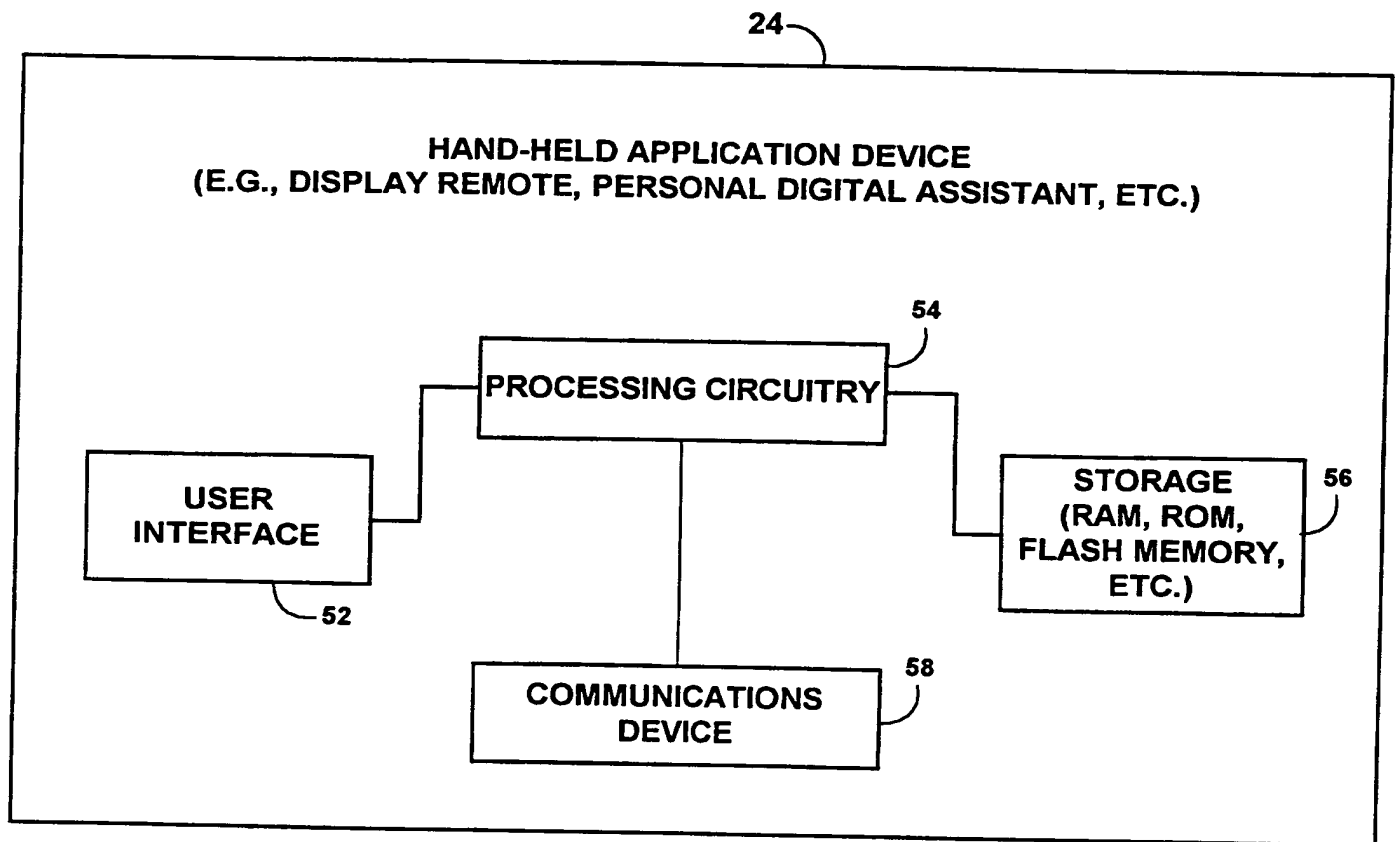 24
HAND-HELD APPLICATION DEVICE
(E.G., DISPLAY REMOTE, PERSONAL DIGITAL ASSISTANT, ETC.)
54
PROCESSING CIRCUITRY
USER
INTERFACE
52
STORAGE
(RAM, ROM,
FLASH MEMORY,
ETC.)
56
58
COMMUNICATIONS
DEVICE